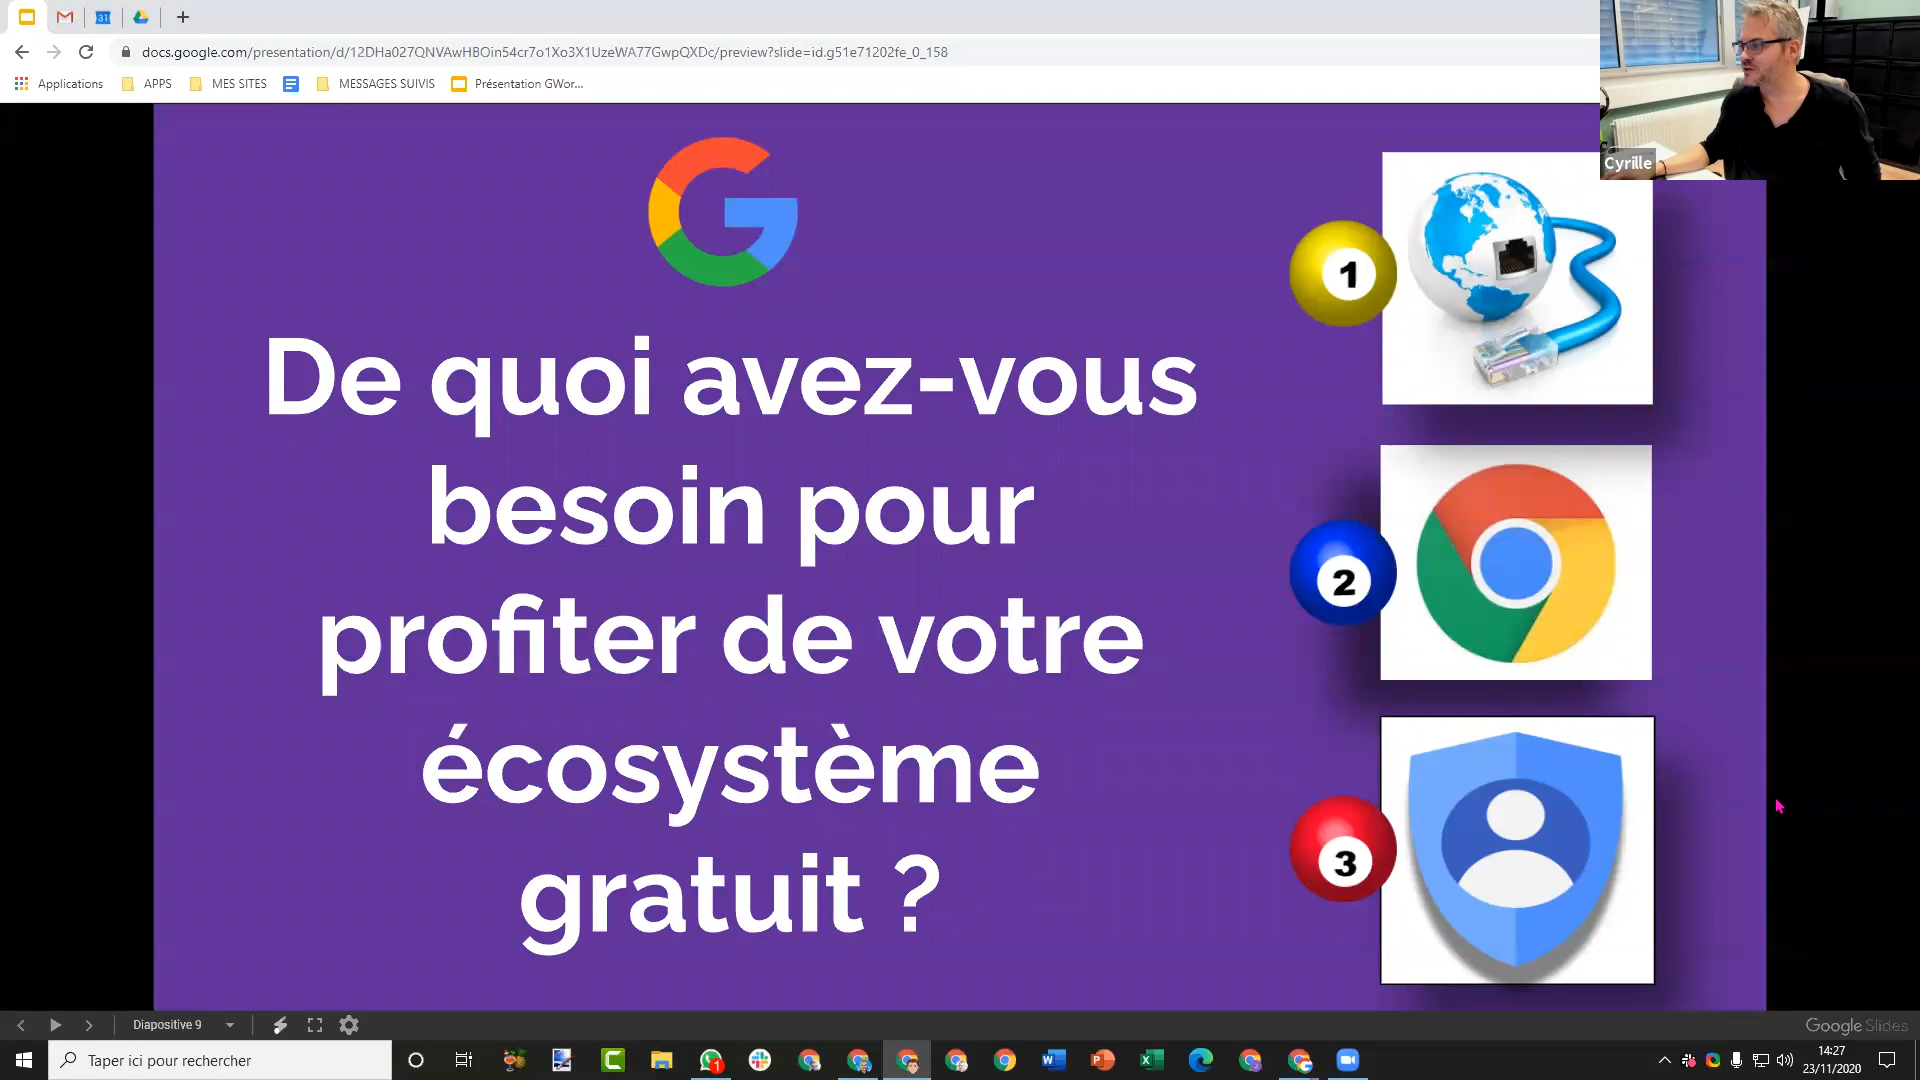 docs.google.com/presentation/d/12DHa027QNVAwHBOin54cr7o1Xo3X1UzeWA77GwpQXDc/preview?slide=id.g51e71202fe_0_158
Applications
APPS
MES SITES
MESSAGES SUIVIS
Présentation GWor...
Cyrille
De quoi avez-vous
besoin pour
profiter de votre
écosystème
gratuit ?
1
2
3
Diapositive 9
Google Slides
Taper ici pour rechercher
1
14:27
23/11/2020